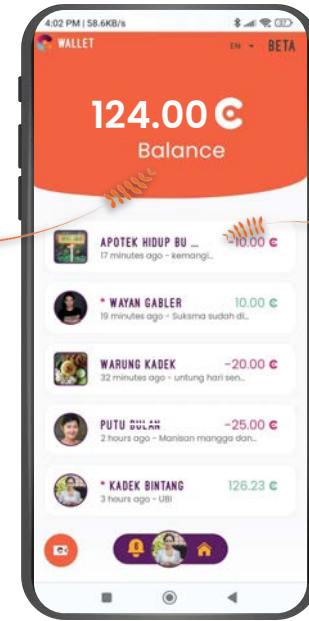 4:02 PM | 58.6KB/s
WALLET EN BETA
124.00
Balance
APOTEK HIDUP BU ... -10.00
17 minutes ago - kemangi...
* WAYAN GABLER 10.00
19 minutes ago - Suksma sudah di...
WARUNG KADEK -20.00
32 minutes ago - untung hari sen...
PUTU BULAN -25.00
2 hours ago - Manisan mangga dan...
* KADEK BINTANG 126.23
3 hours ago - UBI